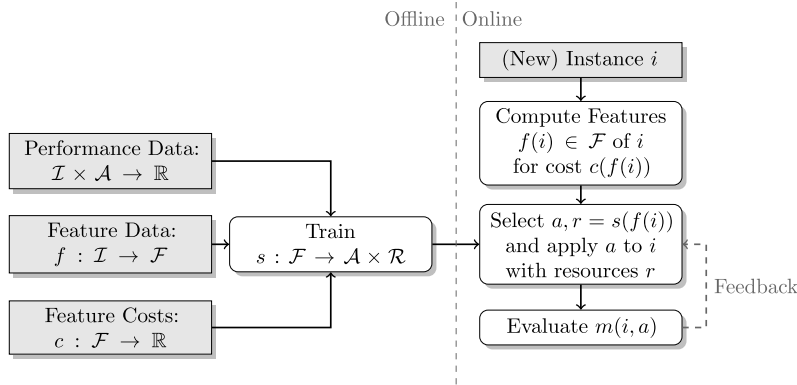 Offline
Online
(New) Instance i
Compute Features
f(i) ∈ ℱ of i
for cost c(f(i))
Performance Data:
ℐ × 𝒜 → ℝ
Feature Data:
f : ℐ → ℱ
Feature Costs:
c : ℱ → ℝ
Train
s : ℱ → 𝒜 × ℛ
Select a, r = s(f(i))
and apply a to i
with resources r
Feedback
Evaluate m(i, a)